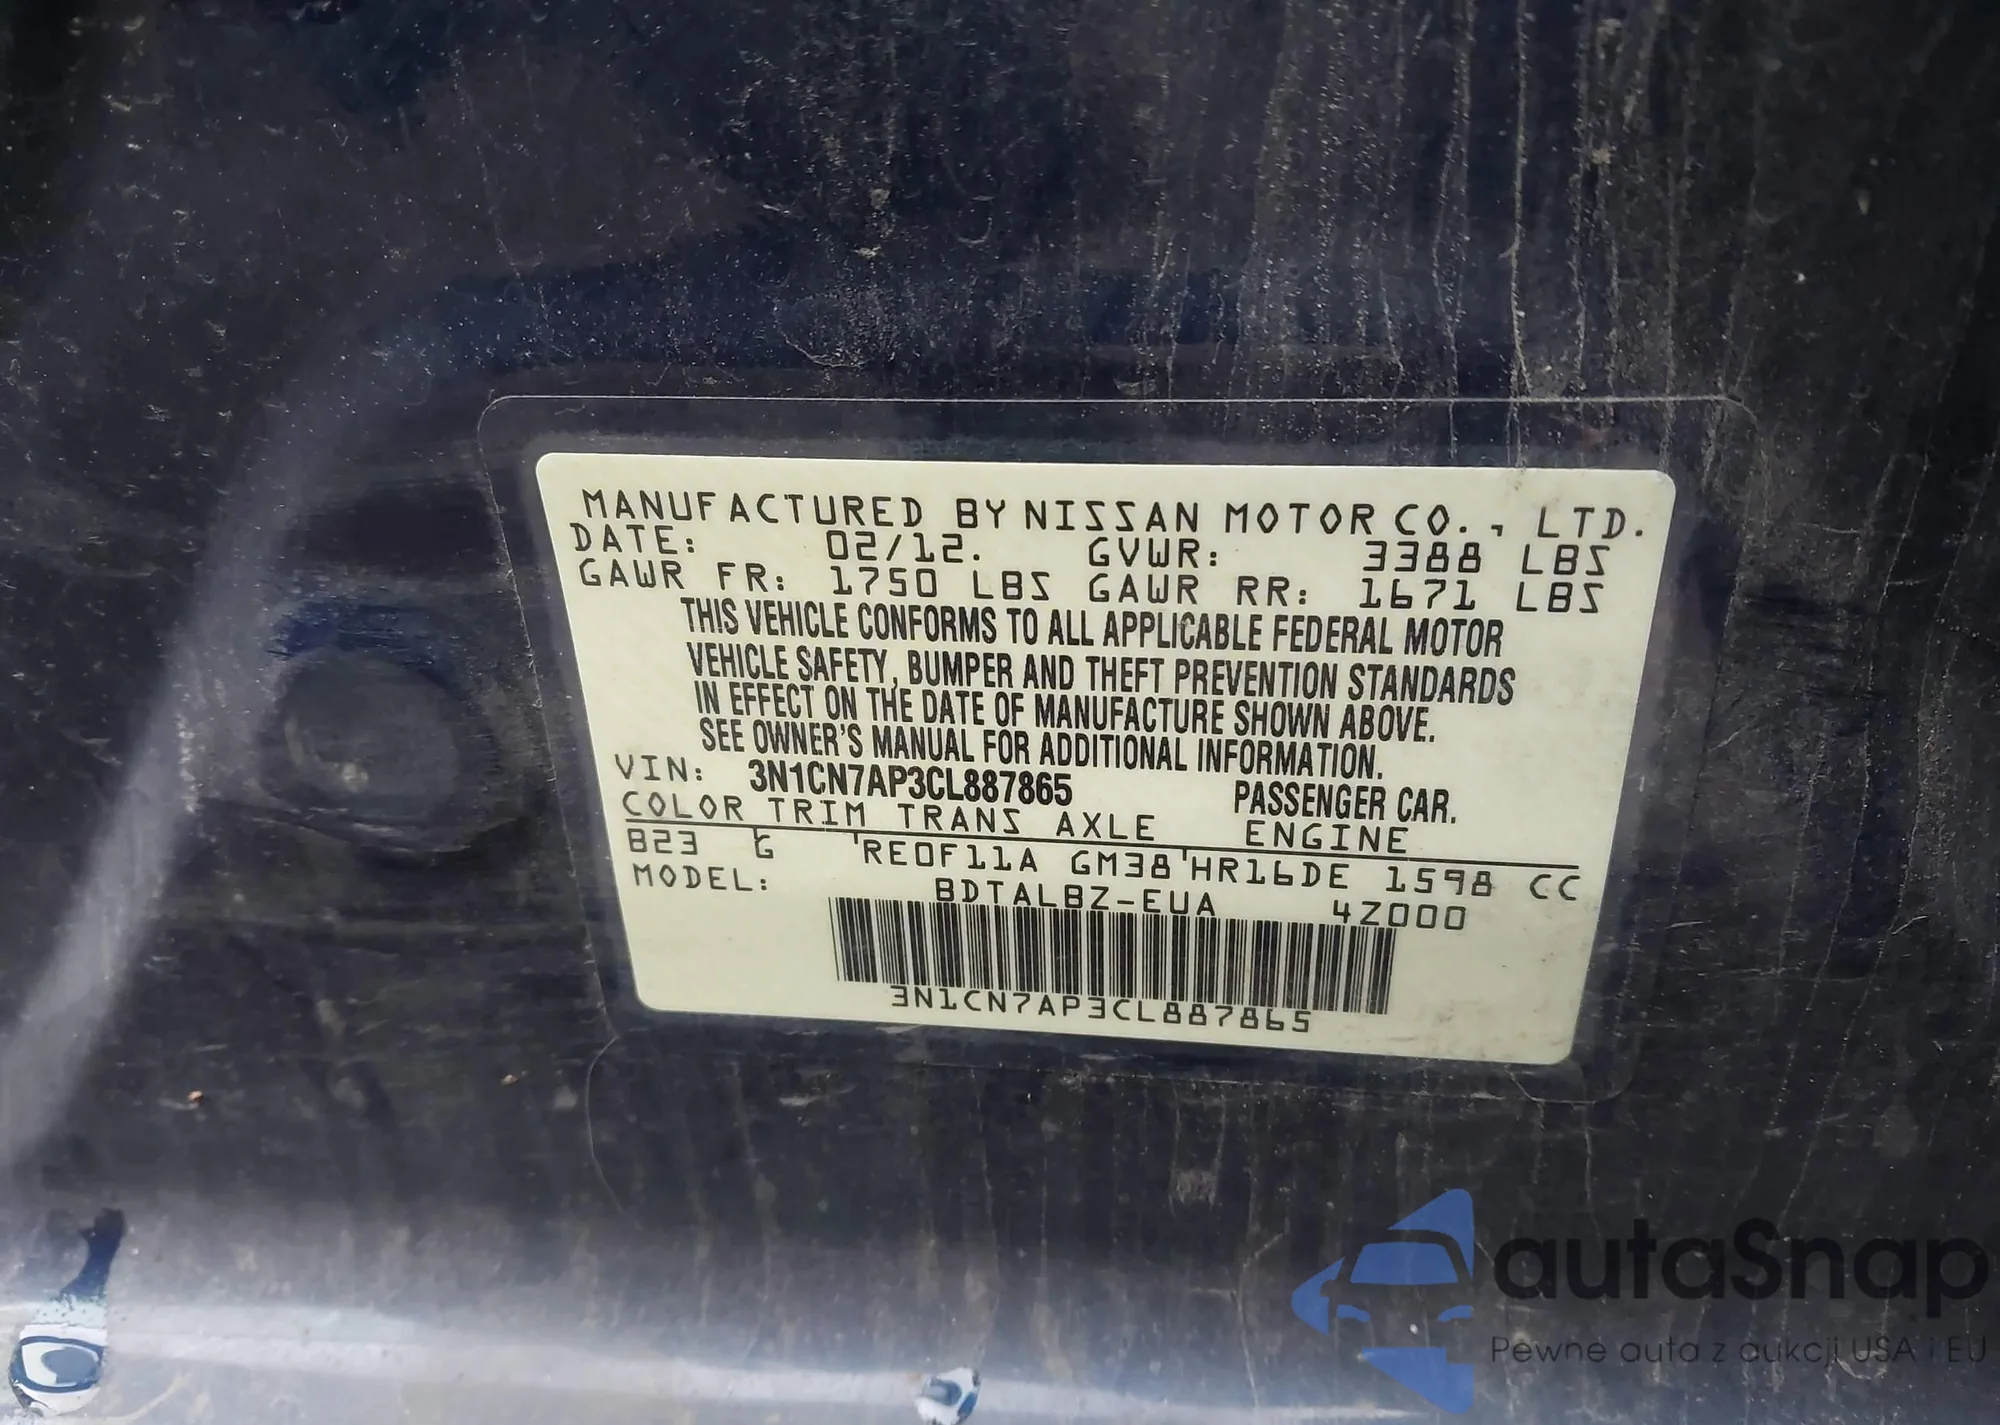 MANUFACTURED BY NISSAN MOTOR CO., LTD.
DATE: 02/12. GVWR: 3388 LBS
GAWR FR: 1750 LBS GAWR RR: 1671 LBS
THIS VEHICLE CONFORMS TO ALL APPLICABLE FEDERAL MOTOR
VEHICLE SAFETY, BUMPER AND THEFT PREVENTION STANDARDS
IN EFFECT ON THE DATE OF MANUFACTURE SHOWN ABOVE.
SEE OWNER'S MANUAL FOR ADDITIONAL INFORMATION.
VIN: 3N1CN7AP3CL887865 PASSENGER CAR.
COLOR TRIM TRANS AXLE ENGINE
B23 G RE0F11A GM38 HR16DE 1598 CC
MODEL: BDTALBZ-EUA 4Z000
3N1CN7AP3CL887865
autaSnap
Pewne auta z aukcji USA i EU